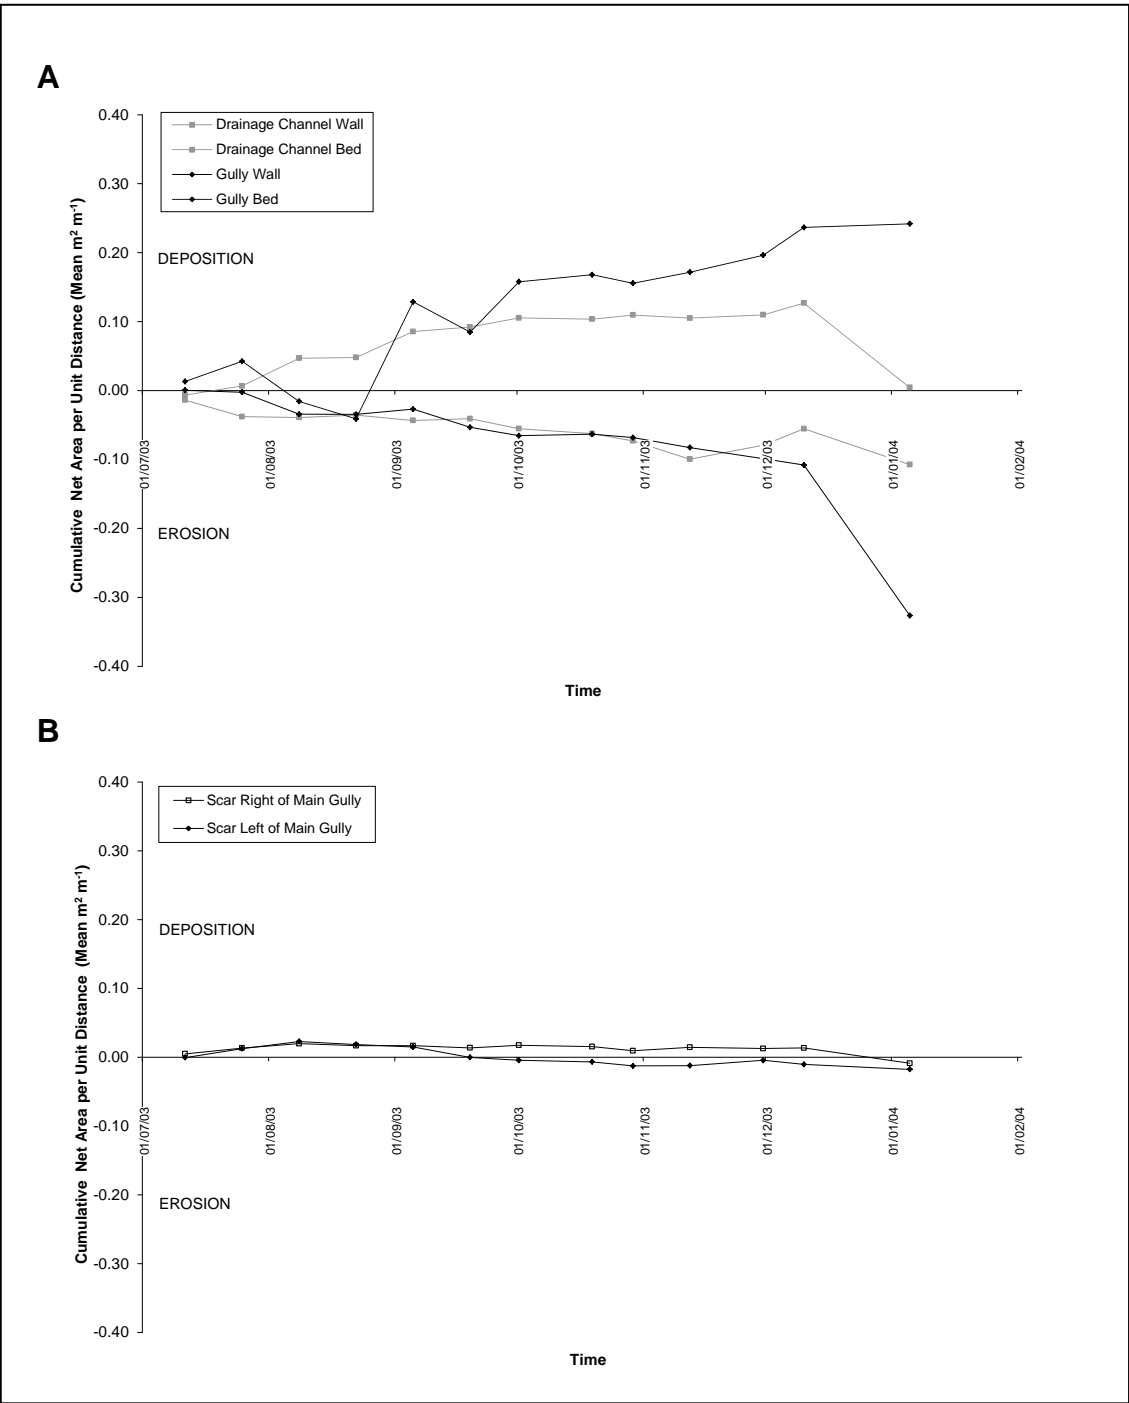 A
0.40
0.30
0.20
0.10
0.00
-0.10
-0.20
-0.30
-0.40
Cumulative Net Area per Unit Distance (Mean m² m⁻¹)
Drainage Channel Wall
Drainage Channel Bed
Gully Wall
Gully Bed
DEPOSITION
EROSION
01/07/03
01/08/03
01/09/03
01/10/03
01/11/03
01/12/03
01/01/04
01/02/04
Time
B
0.40
0.30
0.20
0.10
0.00
-0.10
-0.20
-0.30
-0.40
Cumulative Net Area per Unit Distance (Mean m² m⁻¹)
Scar Right of Main Gully
Scar Left of Main Gully
DEPOSITION
EROSION
01/07/03
01/08/03
01/09/03
01/10/03
01/11/03
01/12/03
01/01/04
01/02/04
Time